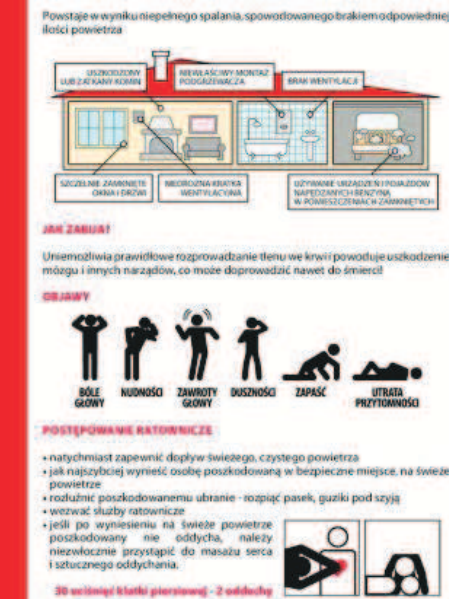 Powstaje w wyniku niepełnego spalania, spowodowanego brakiem odpowiedniej
ilości powietrza
USZKODZONY
LUB ZATKANY KOMIN
NIEWŁAŚCIWY MONTAŻ
PODGRZEWACZA
BRAK WENTYLACJI
SZCZELNIE ZAMKNIĘTE
OKNA I DRZWI
NIEDROŻNA KRATKA
WENTYLACYJNA
UŻYWANIE URZĄDZEŃ I POJAZDÓW
NAPĘDZANYCH BENZYNĄ
W POMIESZCZENIACH ZAMKNIĘTYCH
JAK ZABIJA?
Uniemożliwia prawidłowe rozprowadzanie tlenu we krwi i powoduje uszkodzenie
mózgu i innych narządów, co może doprowadzić nawet do śmierci!
OBJAWY
BÓLE
GŁOWY
NUDNOŚCI
ZAWROTY
GŁOWY
DUSZNOŚCI
ZAPAŚĆ
UTRATA
PRZYTOMNOŚCI
POSTĘPOWANIE RATOWNICZE
• natychmiast zapewnić dopływ świeżego, czystego powietrza
• jak najszybciej wynieść osobę poszkodowaną w bezpieczne miejsce, na świeże
powietrze
• rozluźnić poszkodowanemu ubranie - rozpiąć pasek, guziki pod szyją
• wezwać służby ratownicze
• jeśli po wyniesieniu na świeże powietrze
poszkodowany nie oddycha, należy
niezwłocznie przystąpić do masażu serca
i sztucznego oddychania.
30 uciśnięć klatki piersiowej - 2 oddechy